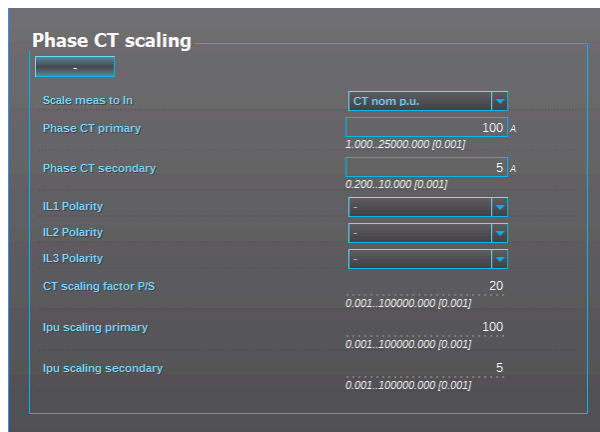 Phase CT scaling
-
Scale meas to In CT nom p.u.
Phase CT primary 100 A
1.000..25000.000 [0.001]
Phase CT secondary 5 A
0.200..10.000 [0.001]
IL1 Polarity -
IL2 Polarity -
IL3 Polarity -
CT scaling factor P/S 20
0.001..100000.000 [0.001]
Ipu scaling primary 100
0.001..100000.000 [0.001]
Ipu scaling secondary 5
0.001..100000.000 [0.001]